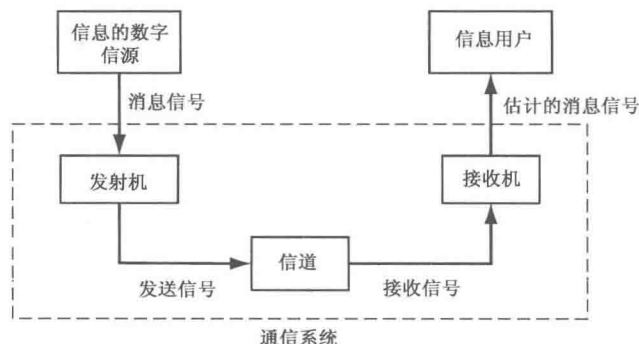 信息的数字
信源
信息用户
消息信号
估计的消息信号
发射机
接收机
信道
发送信号
接收信号
通信系统